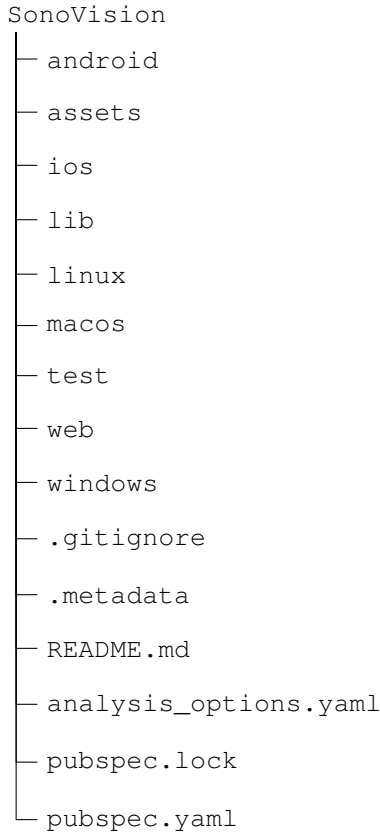 SonoVision
android
assets
ios
lib
linux
macos
test
web
windows
.gitignore
.metadata
README.md
analysis_options.yaml
pubspec.lock
pubspec.yaml